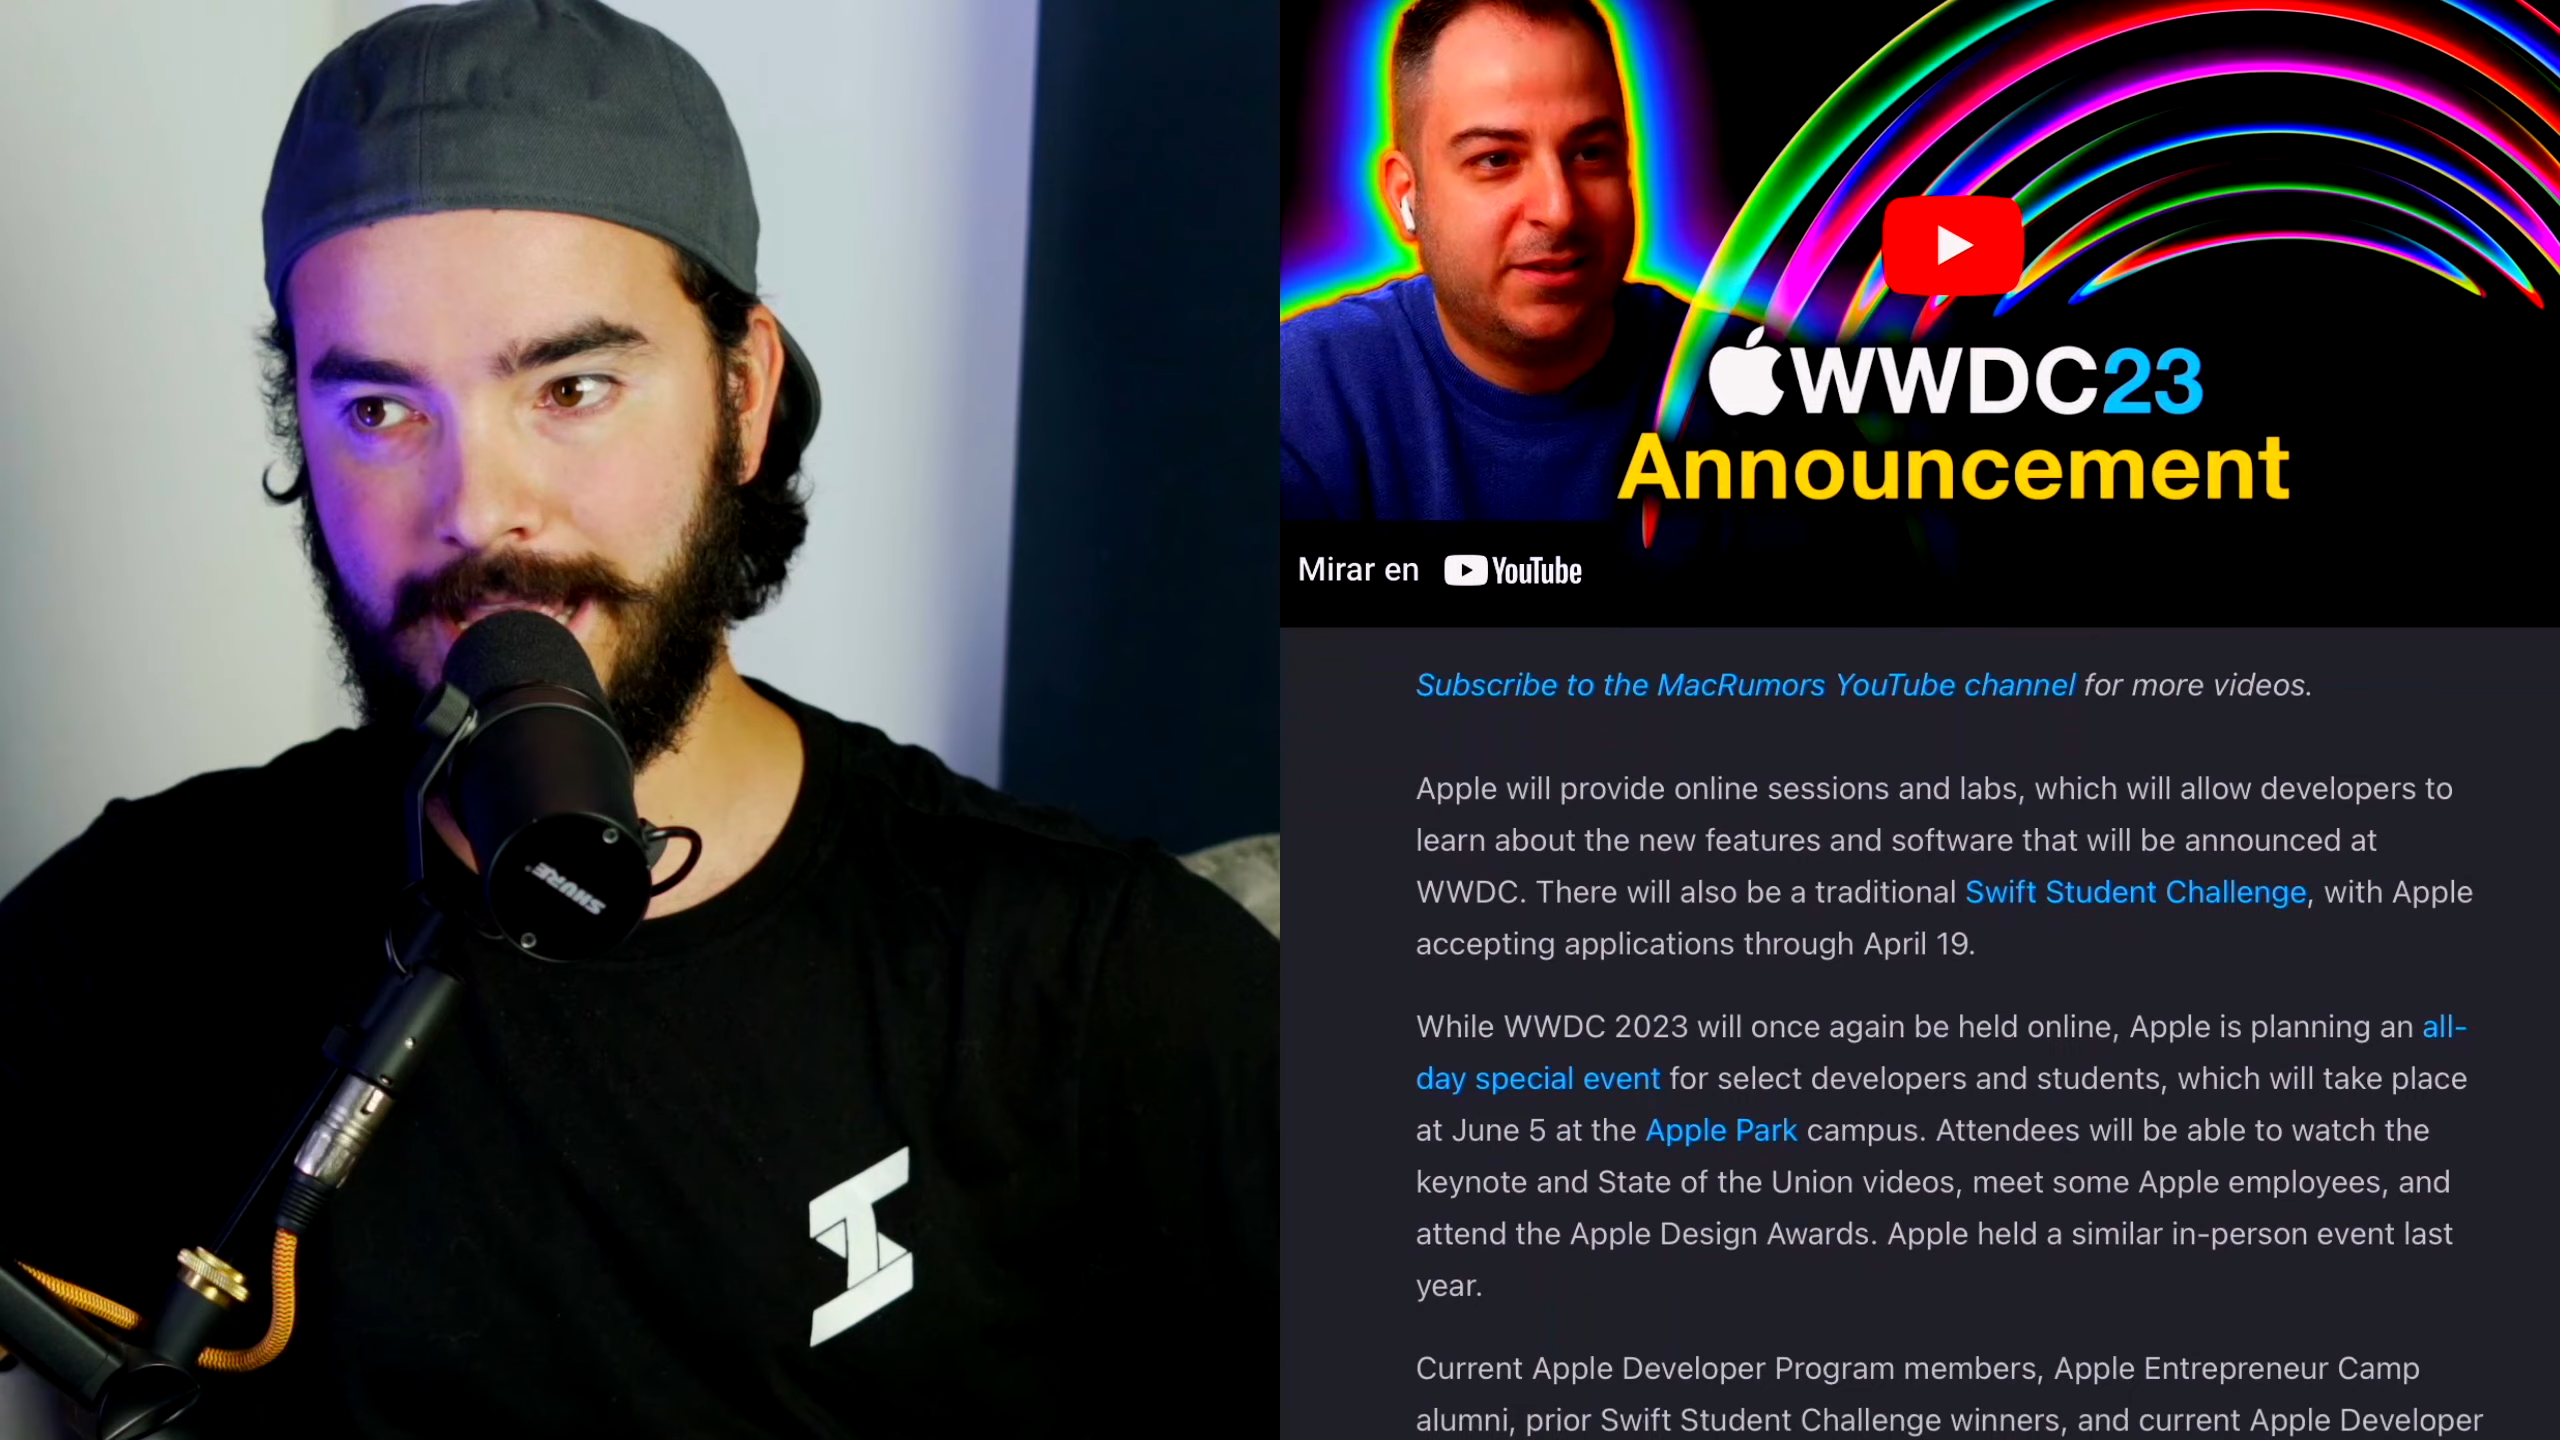 SHURE
WWDC23
Announcement
Mirar en YouTube
Subscribe to the MacRumors YouTube channel for more videos.
Apple will provide online sessions and labs, which will allow developers to
learn about the new features and software that will be announced at
WWDC. There will also be a traditional Swift Student Challenge, with Apple
accepting applications through April 19.
While WWDC 2023 will once again be held online, Apple is planning an all-
day special event for select developers and students, which will take place
at June 5 at the Apple Park campus. Attendees will be able to watch the
keynote and State of the Union videos, meet some Apple employees, and
attend the Apple Design Awards. Apple held a similar in-person event last
year.
Current Apple Developer Program members, Apple Entrepreneur Camp
alumni, prior Swift Student Challenge winners, and current Apple Developer